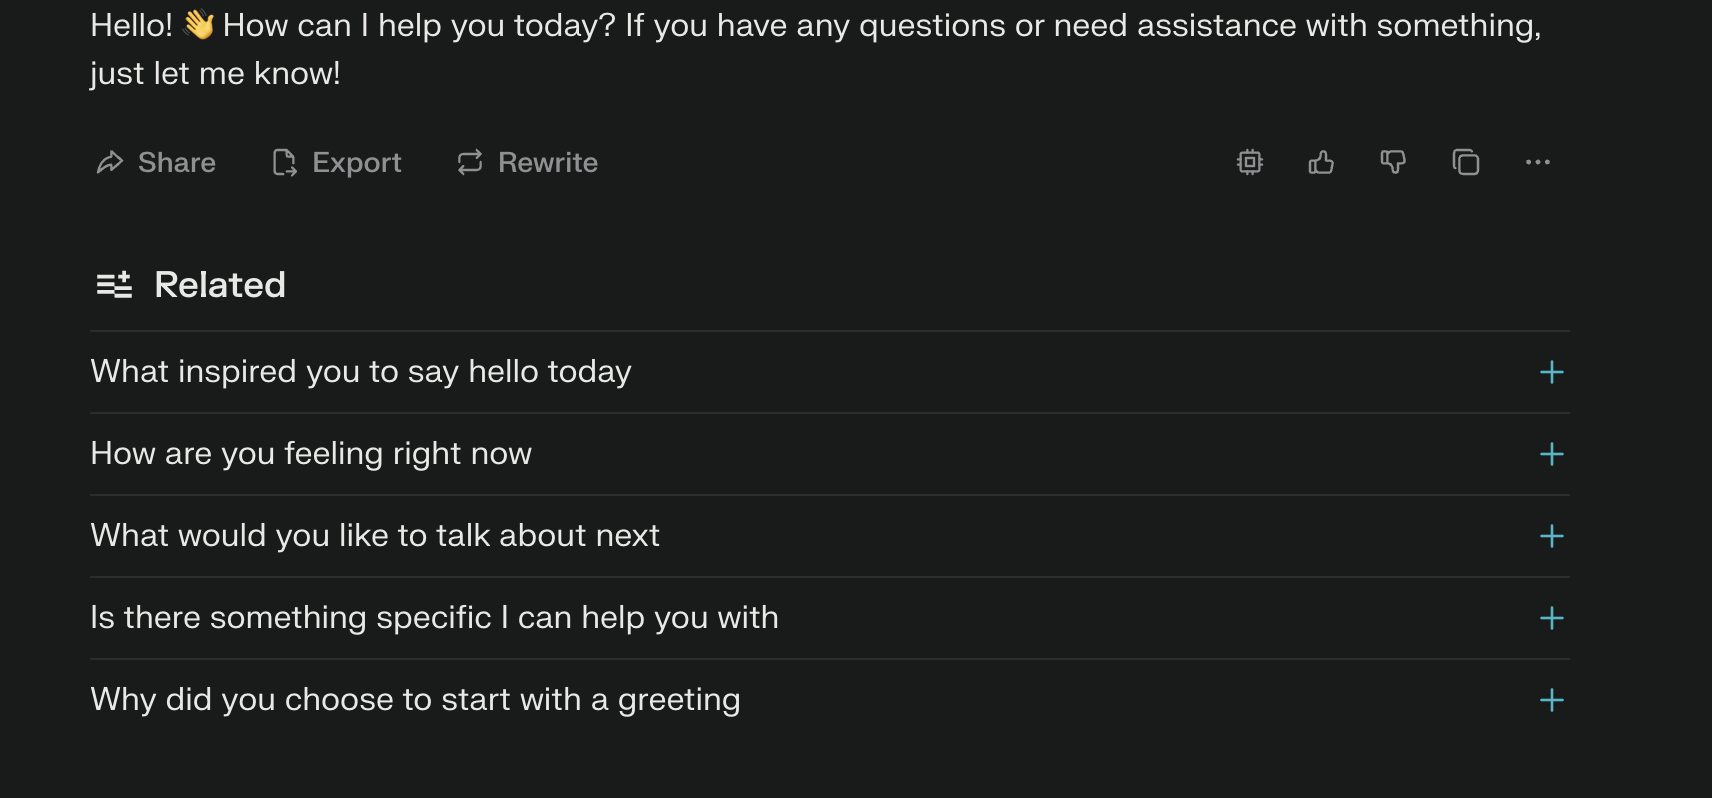 Hello! 👋 How can I help you today? If you have any questions or need assistance with something,
just let me know!
Share Export Rewrite
Related
What inspired you to say hello today
How are you feeling right now
What would you like to talk about next
Is there something specific I can help you with
Why did you choose to start with a greeting